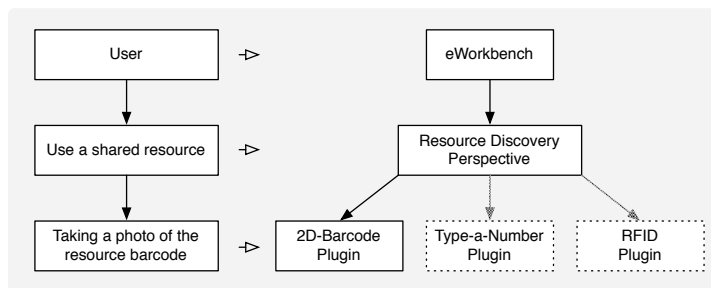 User
eWorkbench
Use a shared resource
Resource Discovery
Perspective
Taking a photo of the
resource barcode
2D-Barcode
Plugin
Type-a-Number
Plugin
RFID
Plugin